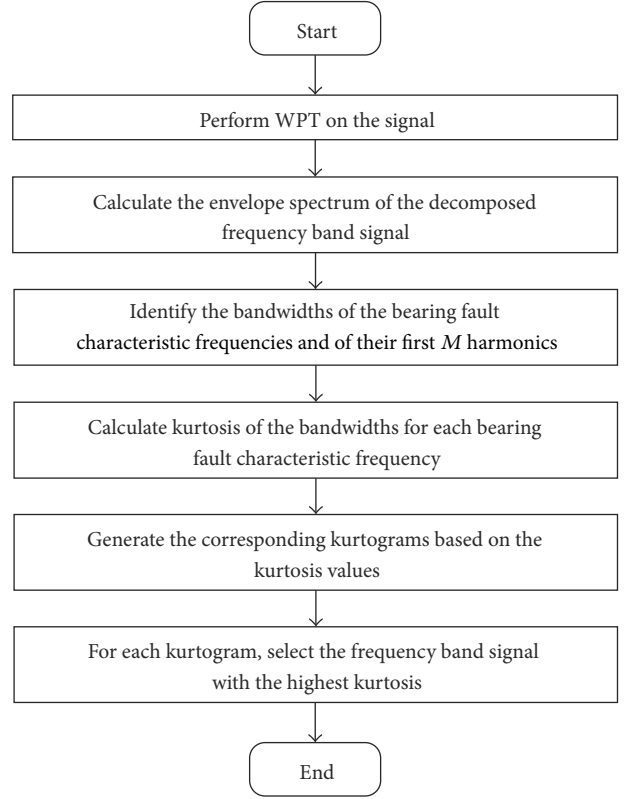 Start
Perform WPT on the signal
Calculate the envelope spectrum of the decomposed
frequency band signal
Identify the bandwidths of the bearing fault
characteristic frequencies and of their first M harmonics
Calculate kurtosis of the bandwidths for each bearing
fault characteristic frequency
Generate the corresponding kurtograms based on the
kurtosis values
For each kurtogram, select the frequency band signal
with the highest kurtosis
End